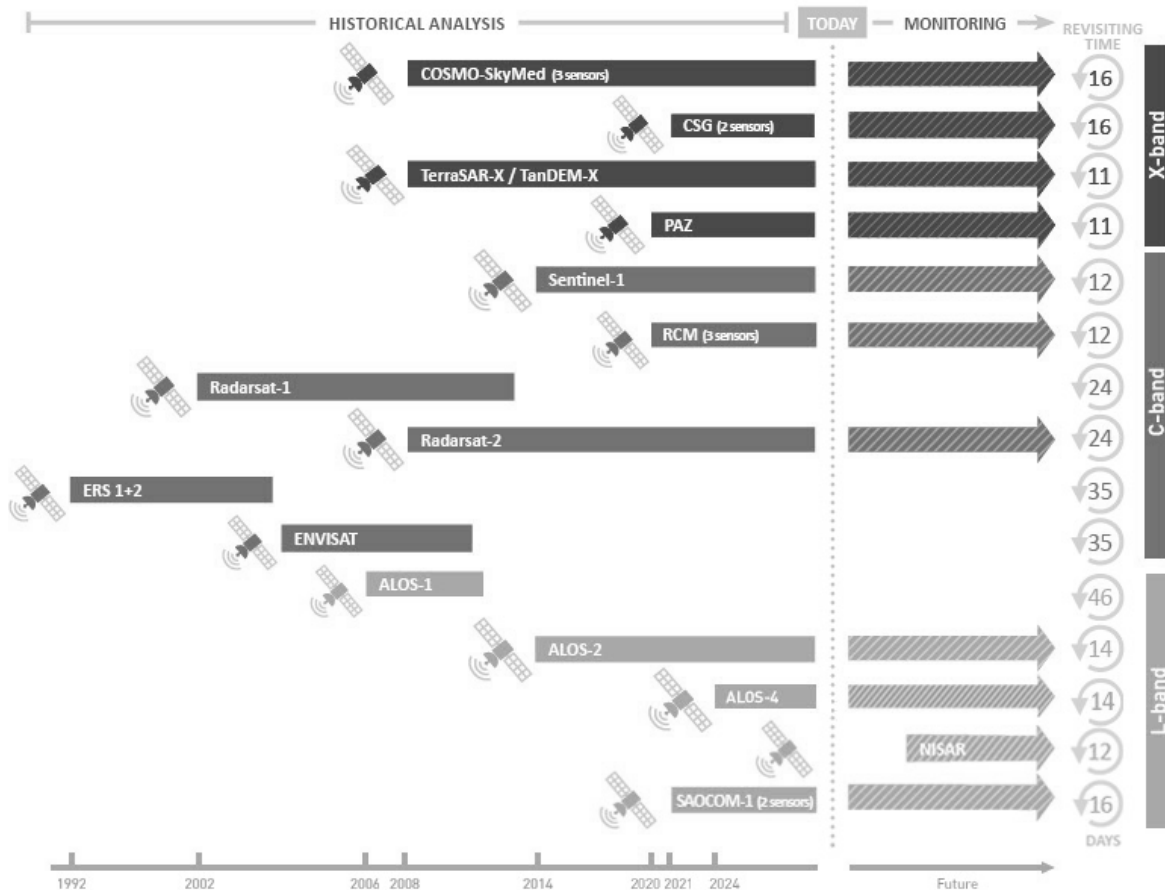 HISTORICAL ANALYSIS
TODAY
MONITORING
REVISITING
TIME
COSMO-SkyMed (3 sensors)
16
CSG (2 sensors)
16
TerraSAR-X / TanDEM-X
11
PAZ
11
X-band
Sentinel-1
12
RCM (3 sensors)
12
Radarsat-1
24
Radarsat-2
24
ERS 1+2
35
ENVISAT
35
C-band
ALOS-1
46
ALOS-2
14
ALOS-4
14
NISAR
12
SAOCOM-1 (2 sensors)
16
L-band
DAYS
1992 2002 2006 2008 2014 2020 2021 2024 Future